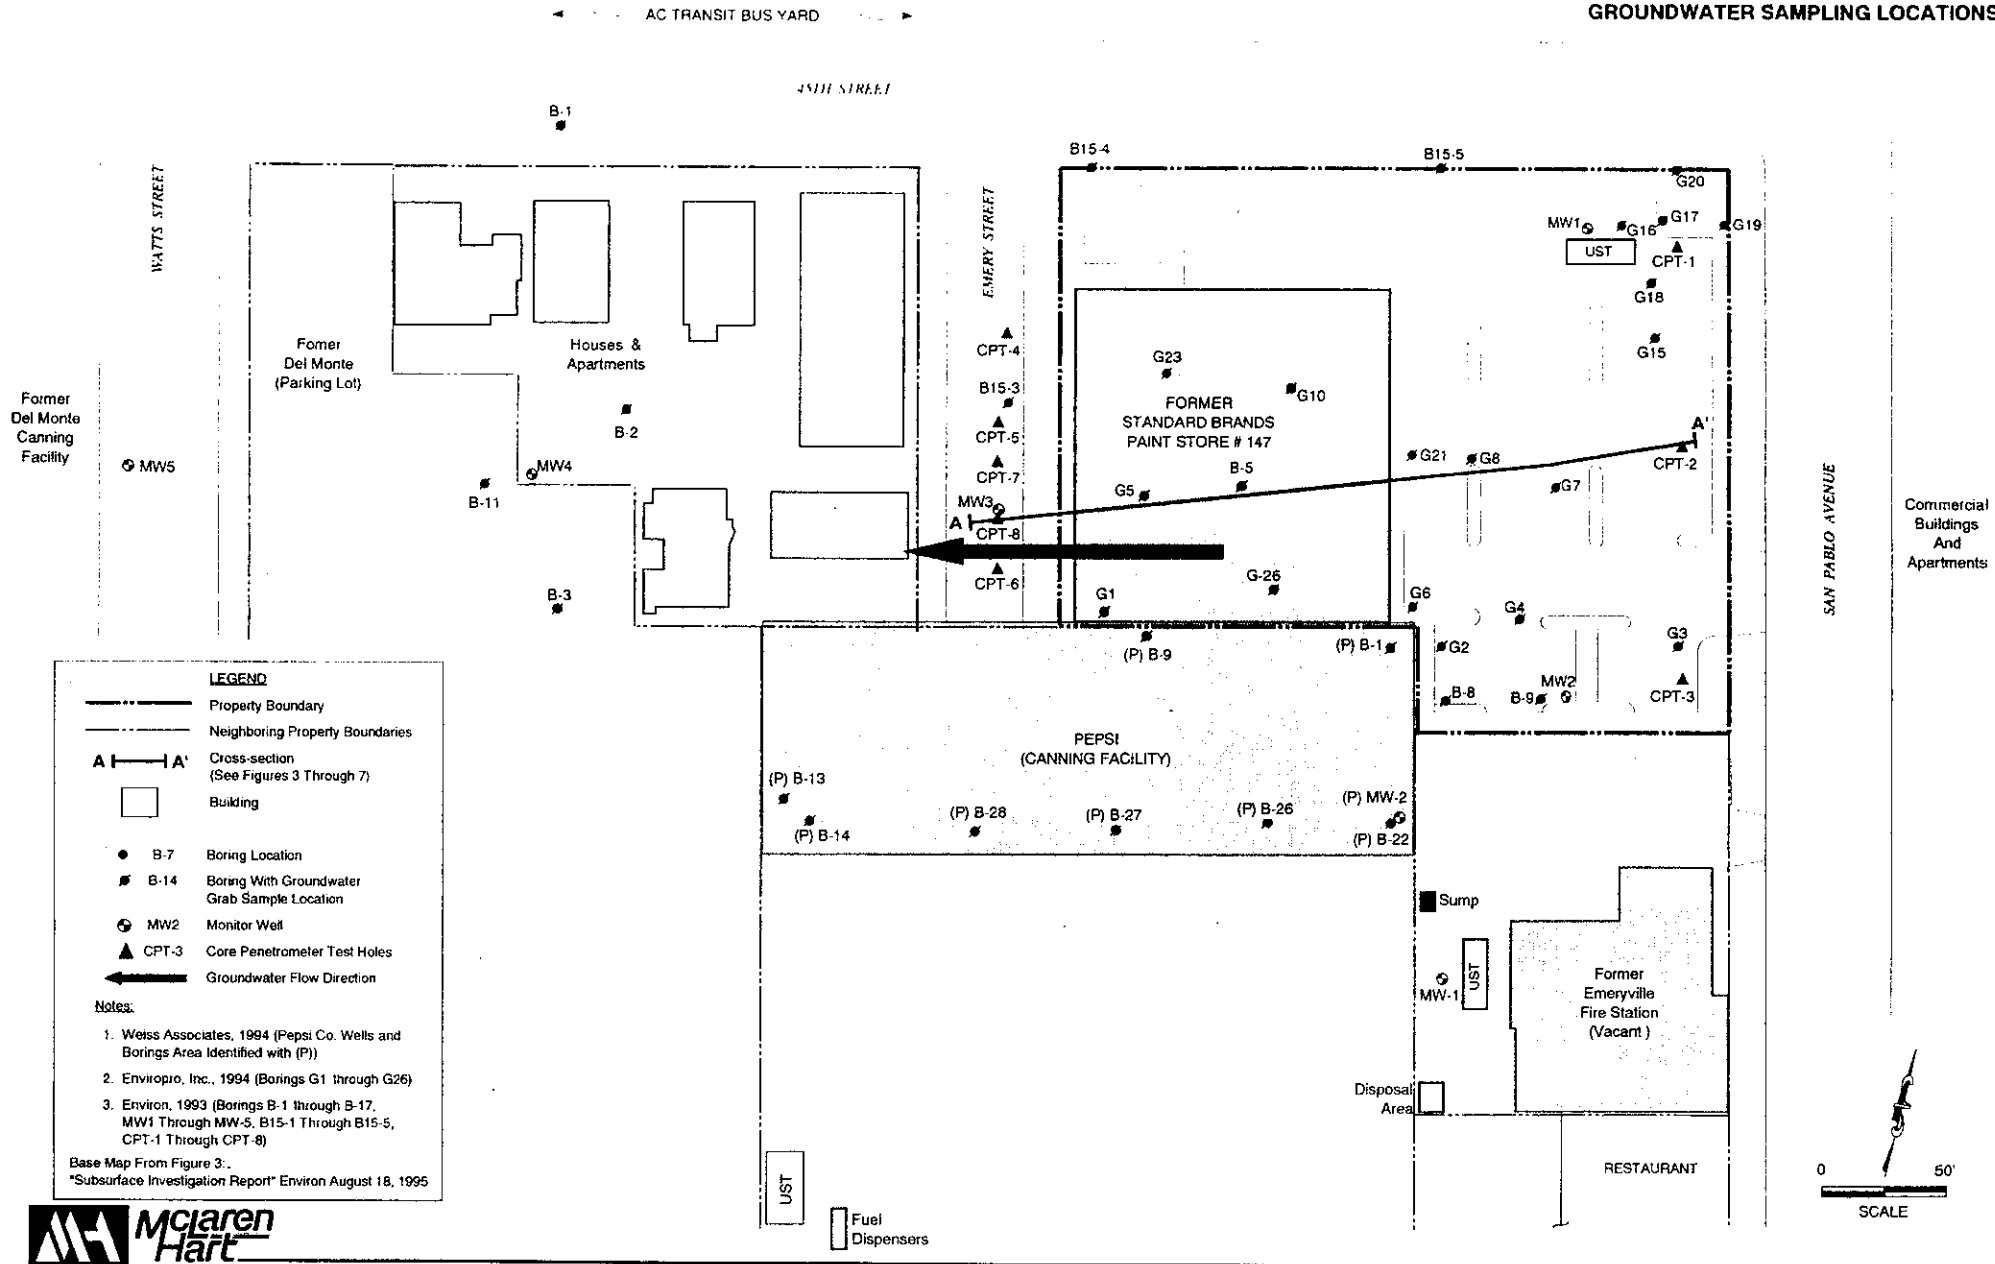 AC TRANSIT BUS YARD
GROUNDWATER SAMPLING LOCATIONS
45TH STREET
B-1
B15-4
B15-5
G20
WATTS STREET
EMERY STREET
MW1
G16
G17
G19
UST
CPT-1
G18
G15
CPT-4
Fomer
Del Monte
(Parking Lot)
Houses &
Apartments
G23
G10
B15-3
FORMER
STANDARD BRANDS
PAINT STORE # 147
Former
Del Monte
Canning
Facility
MW5
B-2
CPT-5
A'
CPT-2
G21
G8
MW4
CPT-7
B-5
B-11
G5
G7
MW3
A
CPT-8
SAN PABLO AVENUE
Commercial
Buildings
And
Apartments
CPT-6
G-26
B-3
G1
G6
G4
(P) B-9
(P) B-1
G2
G3
MW2
B-8
B-9
CPT-3
PEPSI
(CANNING FACILITY)
(P) B-13
(P) B-14
(P) B-28
(P) B-27
(P) B-26
(P) MW-2
(P) B-22
LEGEND
Property Boundary
Neighboring Property Boundaries
A A' Cross-section
(See Figures 3 Through 7)
Building
B-7 Boring Location
B-14 Boring With Groundwater
Grab Sample Location
MW2 Monitor Well
CPT-3 Core Penetrometer Test Holes
Groundwater Flow Direction
Notes:
1. Weiss Associates, 1994 (Pepsi Co. Wells and
Borings Area Identified with (P))
2. Enviropro, Inc., 1994 (Borings G1 through G26)
3. Environ, 1993 (Borings B-1 through B-17,
MW1 Through MW-5, B15-1 Through B15-5,
CPT-1 Through CPT-8)
Base Map From Figure 3:.
"Subsurface Investigation Report" Environ August 18, 1995
Sump
MW-1
UST
Former
Emeryville
Fire Station
(Vacant )
Disposal
Area
RESTAURANT
0 50'
SCALE
UST
Fuel
Dispensers
McLaren
Hart